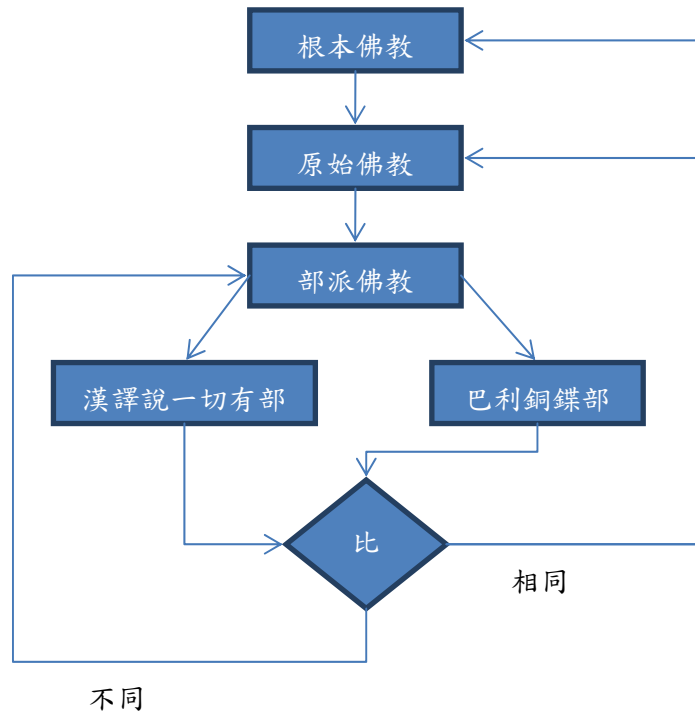 根本佛教
原始佛教
部派佛教
漢譯說一切有部
巴利銅鍱部
比
相同
不同